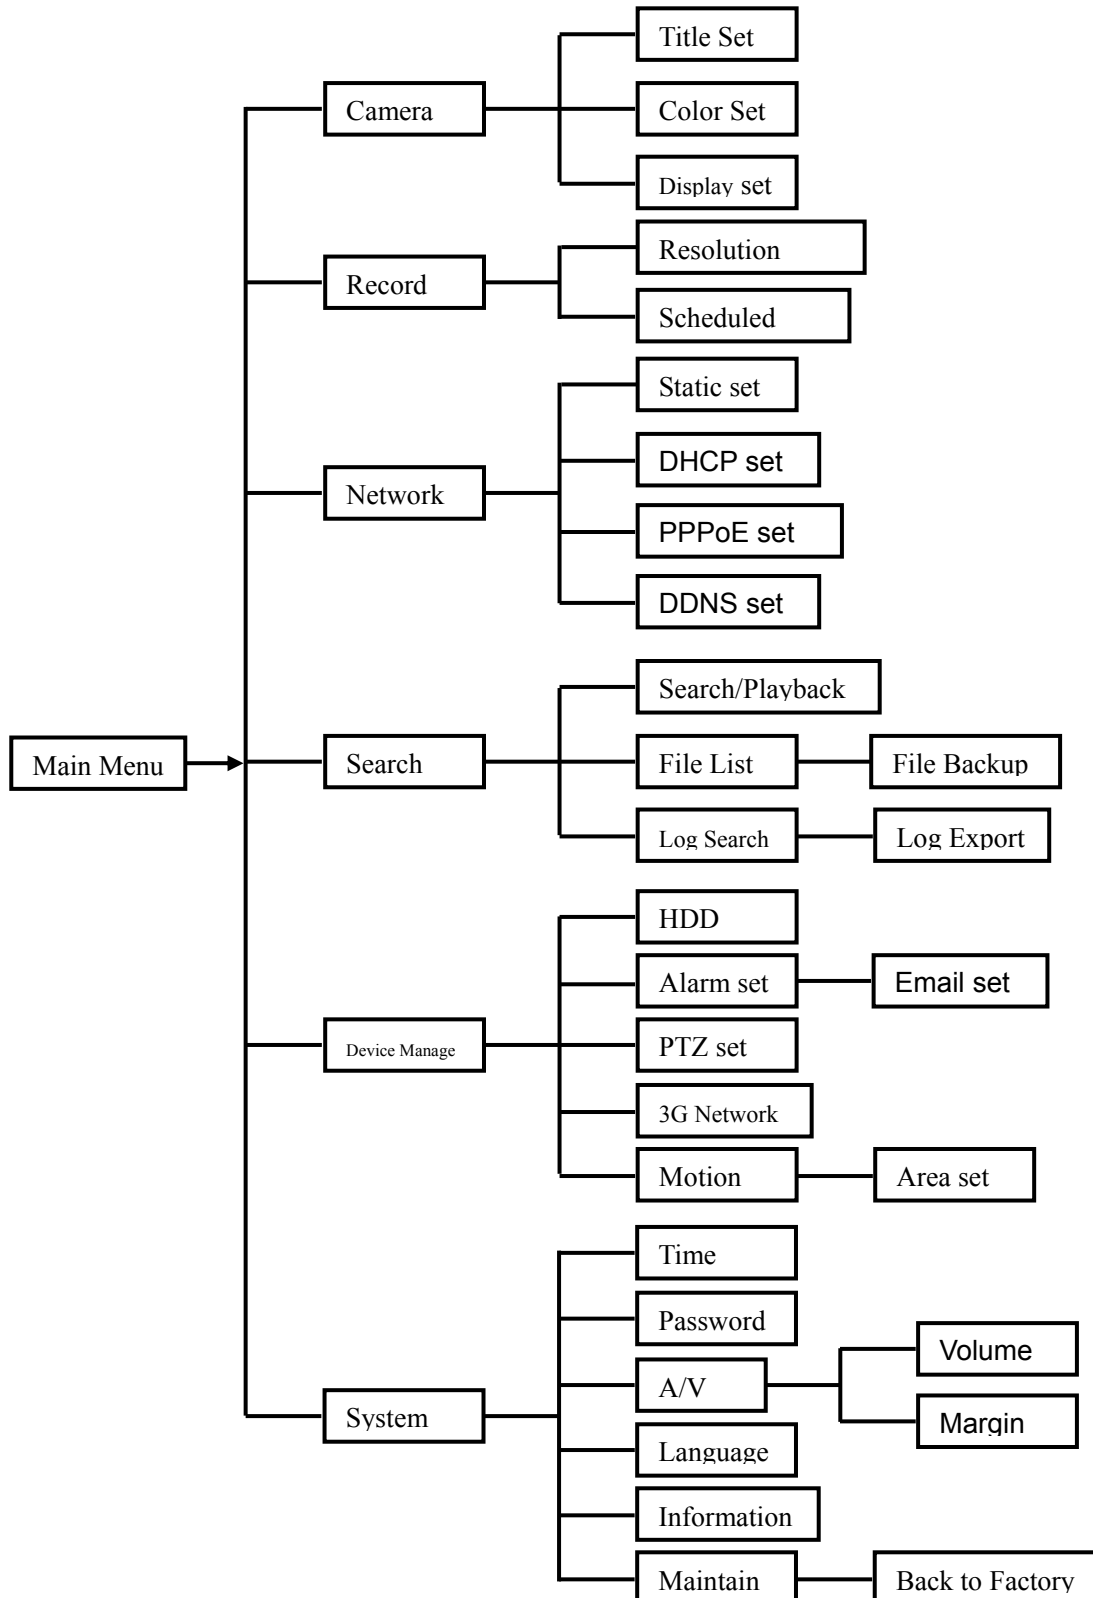 Title Set
Camera
Color Set
Display set
Resolution
Record
Scheduled
Static set
DHCP set
Network
PPPoE set
DDNS set
Search/Playback
Main Menu
Search
File List
File Backup
Log Search
Log Export
HDD
Alarm set
Email set
Device Manage
PTZ set
3G Network
Motion
Area set
Time
Password
Volume
A/V
System
Margin
Language
Information
Maintain
Back to Factory